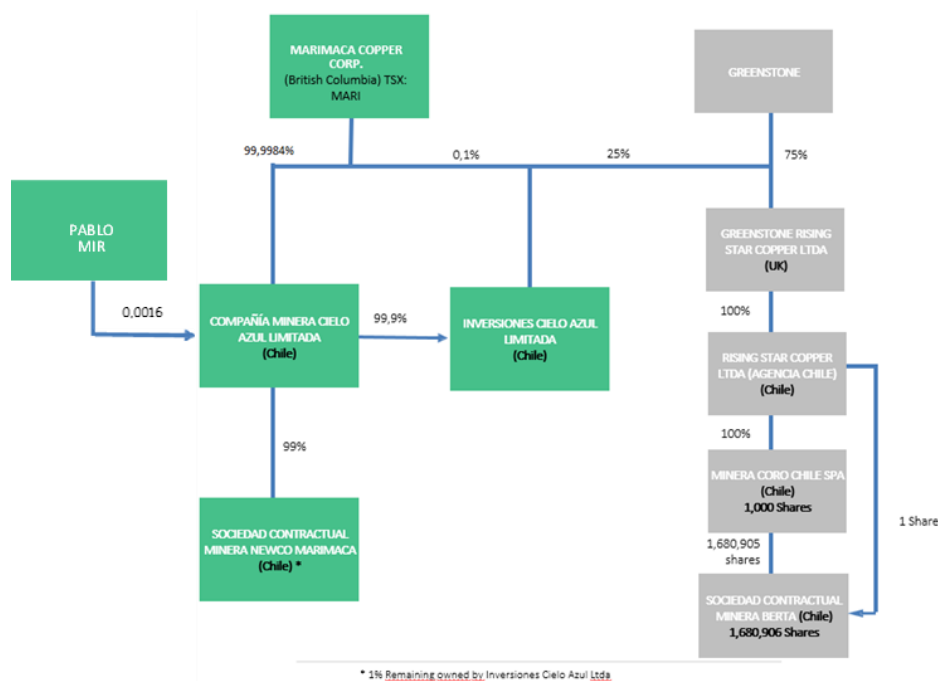 MARIMACA COPPER
CORP.
(British Columbia) TSX:
MARI
GREENSTONE
99,9984%
0,1%
25%
75%
PABLO
MIR
GREENSTONE RISING
STAR COPPER LTDA
(UK)
0,0016
COMPAÑÍA MINERA CIELO
AZUL LIMITADA
(Chile)
99,9%
INVERSIONES CIELO AZUL
LIMITADA
(Chile)
100%
RISING STAR COPPER
LTDA (AGENCIA CHILE)
(Chile)
99%
100%
MINERA CORO CHILE SPA
(Chile)
1,000 Shares
1 Share
SOCIEDAD CONTRACTUAL
MINERA NEWCO MARIMACA
(Chile) *
1,680,905
shares
SOCIEDAD CONTRACTUAL
MINERA BERTA (Chile)
1,680,906 Shares
* 1% Remaining owned by Inversiones Cielo Azul Ltda